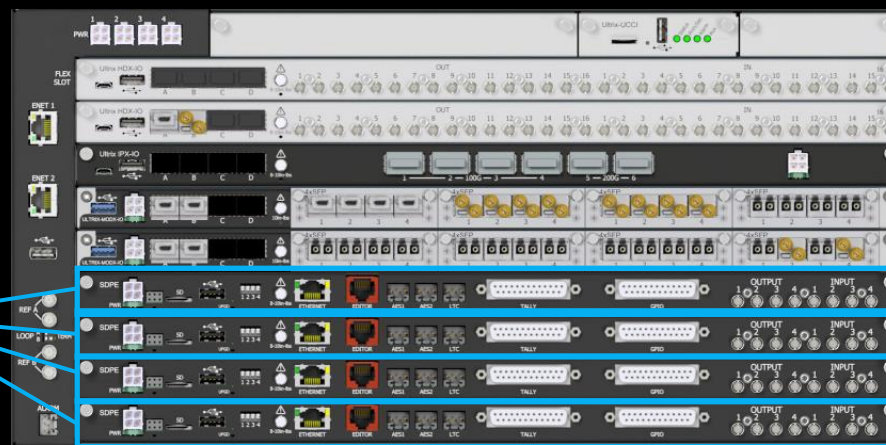 1 2 3 4
PWR
Ultrix-UCCJ
FLEX SLOT
Ultrix HDX-IO
A B C D
OUT
1 2 3 4 5 6 7 8 9 10 11 12 13 14 15 16
IN
1 2 3 4 5 6 7 8 9 10 11 12 13 14 15 16
ENET 1
Ultrix HDX-IO
A B C D
OUT
1 2 3 4 5 6 7 8 9 10 11 12 13 14 15 16
IN
1 2 3 4 5 6 7 8 9 10 11 12 13 14 15 16
Ultrix IPX-IO
A B C D
1 2 - 100G - 3 4 5 - 200G - 6
ENET 2
ULTRIX-MODX-IO
A B C D
4xSFP 4xSFP 4xSFP 4xSFP
1 2 3 4 1 2 3 4 1 2 3 4 1 2 3 4
ULTRIX-MODX-IO
A B C D
4xSFP 4xSFP 4xSFP 4xSFP
1 2 3 4 1 2 3 4 1 2 3 4 1 2 3 4
REF A
LOOP B TERM
REF B
ALARM
SDPE
PWR SD 1 2 3 4 ETHERNET EDITOR AES1 AES2 LTC TALLY GPIO
OUTPUT INPUT
1 2 3 4 1 2 3 4
SDPE
PWR SD 1 2 3 4 ETHERNET EDITOR AES1 AES2 LTC TALLY GPIO
OUTPUT INPUT
1 2 3 4 1 2 3 4
SDPE
PWR SD 1 2 3 4 ETHERNET EDITOR AES1 AES2 LTC TALLY GPIO
OUTPUT INPUT
1 2 3 4 1 2 3 4
SDPE
PWR SD 1 2 3 4 ETHERNET EDITOR AES1 AES2 LTC TALLY GPIO
OUTPUT INPUT
1 2 3 4 1 2 3 4